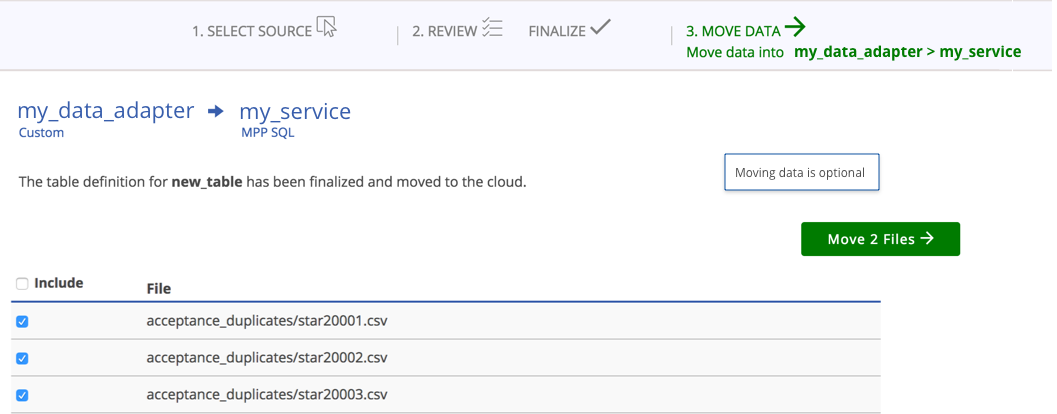 1. SELECT SOURCE
2. REVIEW
FINALIZE
3. MOVE DATA
Move data into my_data_adapter > my_service
my_data_adapter
my_service
Custom
MPP SQL
The table definition for new_table has been finalized and moved to the cloud.
Moving data is optional
Move 2 Files
Include
File
acceptance_duplicates/star20001.csv
acceptance_duplicates/star20002.csv
acceptance_duplicates/star20003.csv